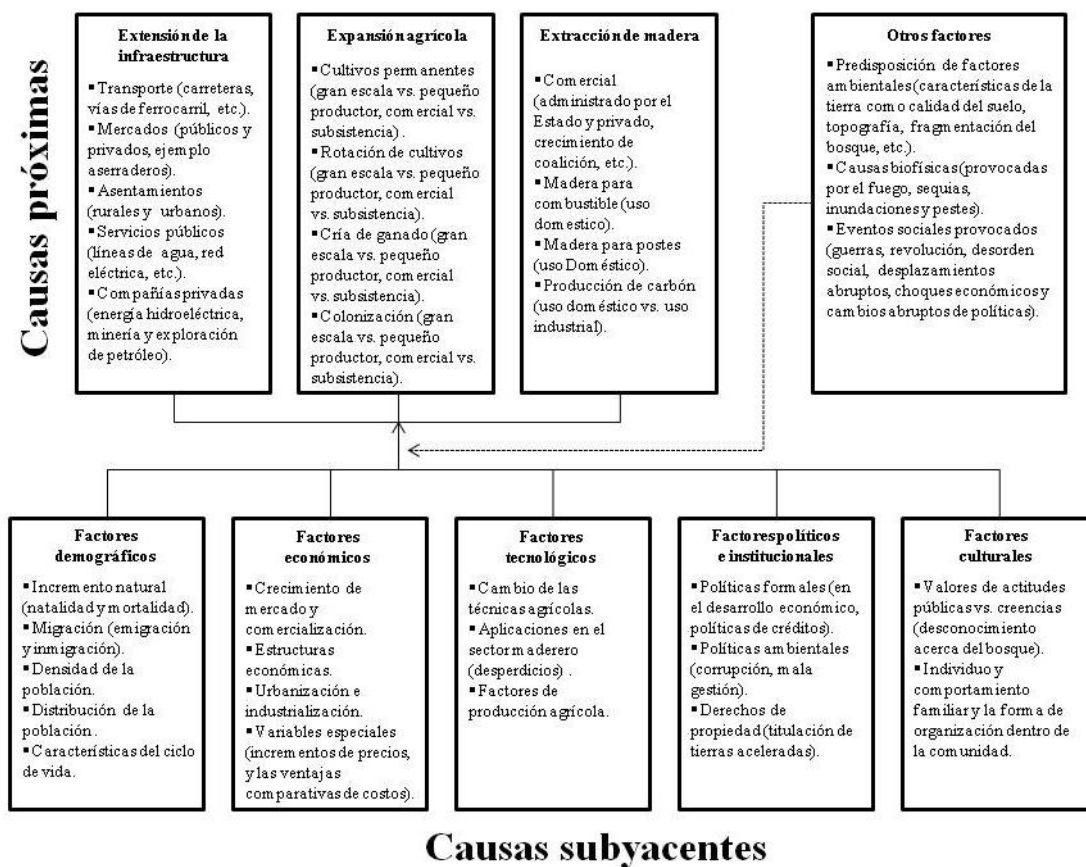 Causas próximas
Extensión de la
infraestructura
▪Transporte (carreteras,
vías de ferrocarril, etc.).
▪Mercados (públicos y
privados, ejemplo
aserraderos).
▪Asentamientos
(rurales y urbanos).
▪Servicios públicos
(líneas de agua, red
eléctrica, etc.).
▪Compañías privadas
(energía hidroeléctrica,
minería y exploración
de petróleo).
Expansión agrícola
▪Cultivos permanentes
(gran escala vs. pequeño
productor, comercial vs.
subsistencia).
▪Rotación de cultivos
(gran escala vs. pequeño
productor, comercial
vs. subsistencia).
▪Cría de ganado (gran
escala vs. pequeño
productor, comercial
vs. subsistencia).
▪Colonización (gran
escala vs. pequeño
productor, comercial vs.
subsistencia).
Extracción de madera
▪Comercial
(administrado por el
Estado y privado,
crecimiento de
coalición, etc.).
▪Madera para
combustible (uso
domestico).
▪Madera para postes
(uso Doméstico).
▪Producción de carbón
(uso doméstico vs. uso
industrial).
Otros factores
▪Predisposición de factores
ambientales (características de la
tierra como calidad del suelo,
topografía, fragmentación del
bosque, etc.).
▪Causas biofísicas (provocadas
por el fuego, sequias,
inundaciones y pestes).
▪Eventos sociales provocados
(guerras, revolución, desorden
social, desplazamientos
abruptos, choques económicos y
cambios abruptos de políticas).
Factores
demográficos
▪Incremento natural
(natalidad y mortalidad).
▪Migración (emigración
y inmigración).
▪Densidad de la
población.
▪Distribución de la
población.
▪Características del ciclo
de vida.
Factores
económicos
▪Crecimiento de
mercado y
comercialización.
▪Estructuras
económicas.
▪Urbanización e
industrialización.
▪Variables especiales
(incrementos de precios,
y las ventajas
comparativas de costos).
Factores
tecnológicos
▪Cambio de las
técnicas agrícolas.
▪Aplicaciones en el
sector maderero
(desperdicios).
▪Factores de
producción agrícola.
Factores políticos
e institucionales
▪Políticas formales (en
el desarrollo económico,
políticas de créditos).
▪Políticas ambientales
(corrupción, mala
gestión).
▪Derechos de
propiedad (titulación de
tierras aceleradas).
Factores
culturales
▪Valores de actitudes
públicas vs. creencias
(desconocimiento
acerca del bosque).
▪Individuo y
comportamiento
familiar y la forma de
organización dentro de
la comunidad.
Causas subyacentes